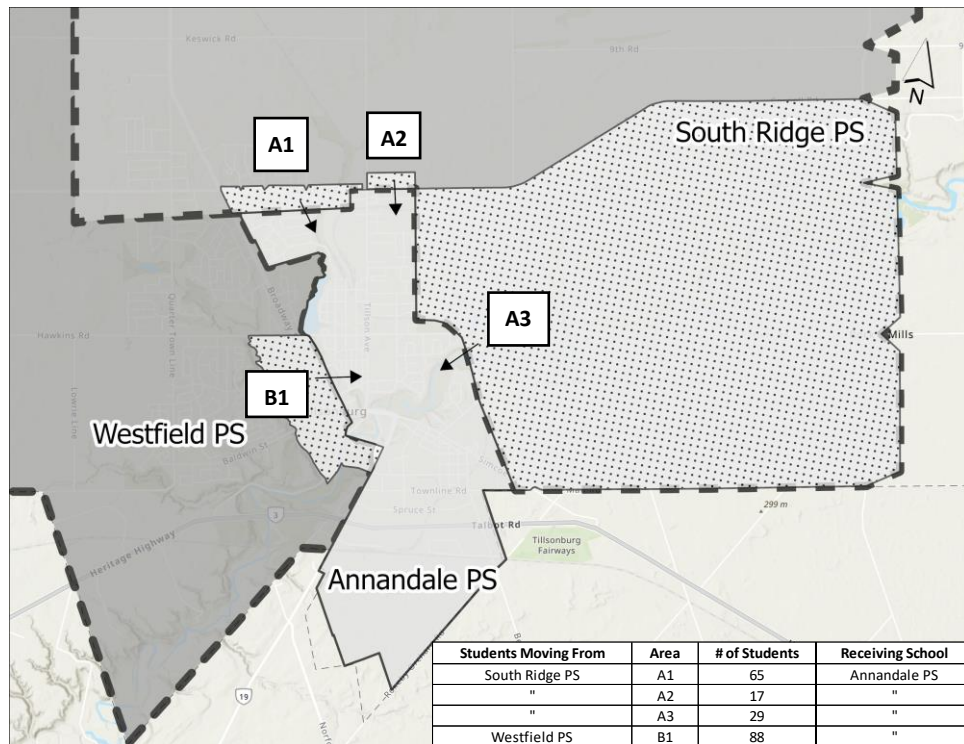 Keswick Rd
9th Rd
9
N
A1
A2
South Ridge PS
Broadway
Quarter Town Line
Tillson Ave
Hawkins Rd
A3
Mills
B1
burg
Lowrie Line
Westfield PS
Baldwin St
Townline Rd
299 m
3
Spruce St
Talbot Rd
Heritage Highway
Tillsonburg
Fairways
Annandale PS
19
Students Moving From Area # of Students Receiving School
South Ridge PS A1 65 Annandale PS
" A2 17 "
" A3 29 "
Westfield PS B1 88 "